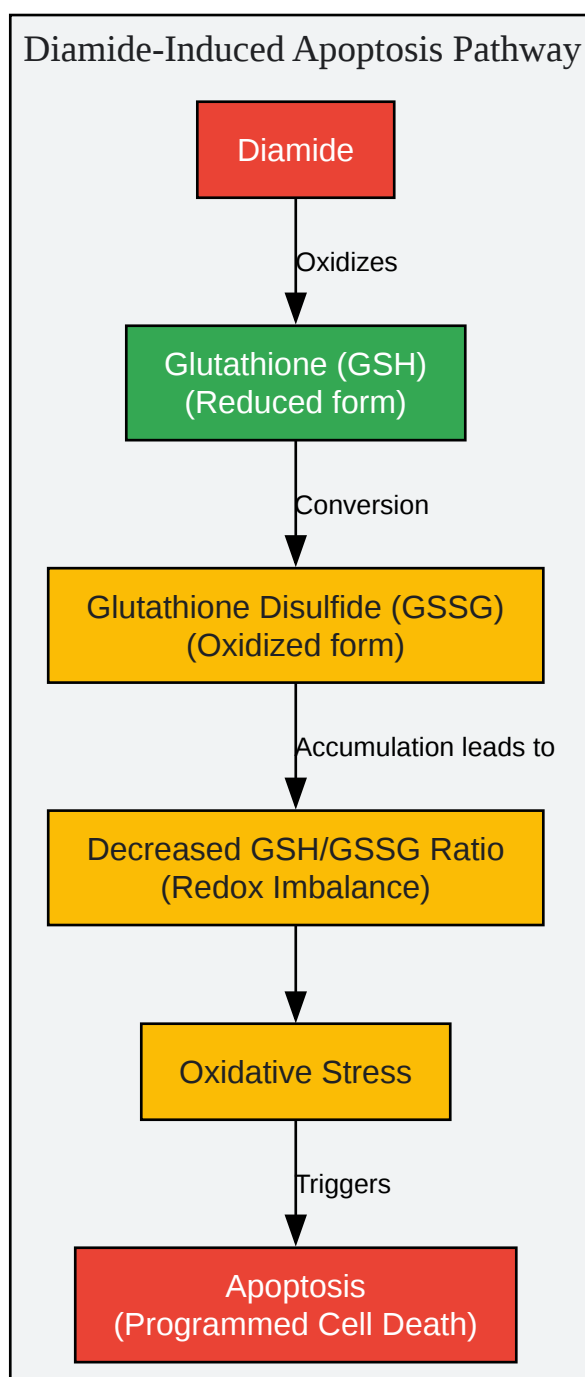 Diamide-Induced Apoptosis Pathway
Diamide
Oxidizes
Glutathione (GSH)
(Reduced form)
Conversion
Glutathione Disulfide (GSSG)
(Oxidized form)
Accumulation leads to
Decreased GSH/GSSG Ratio
(Redox Imbalance)
Oxidative Stress
Triggers
Apoptosis
(Programmed Cell Death)